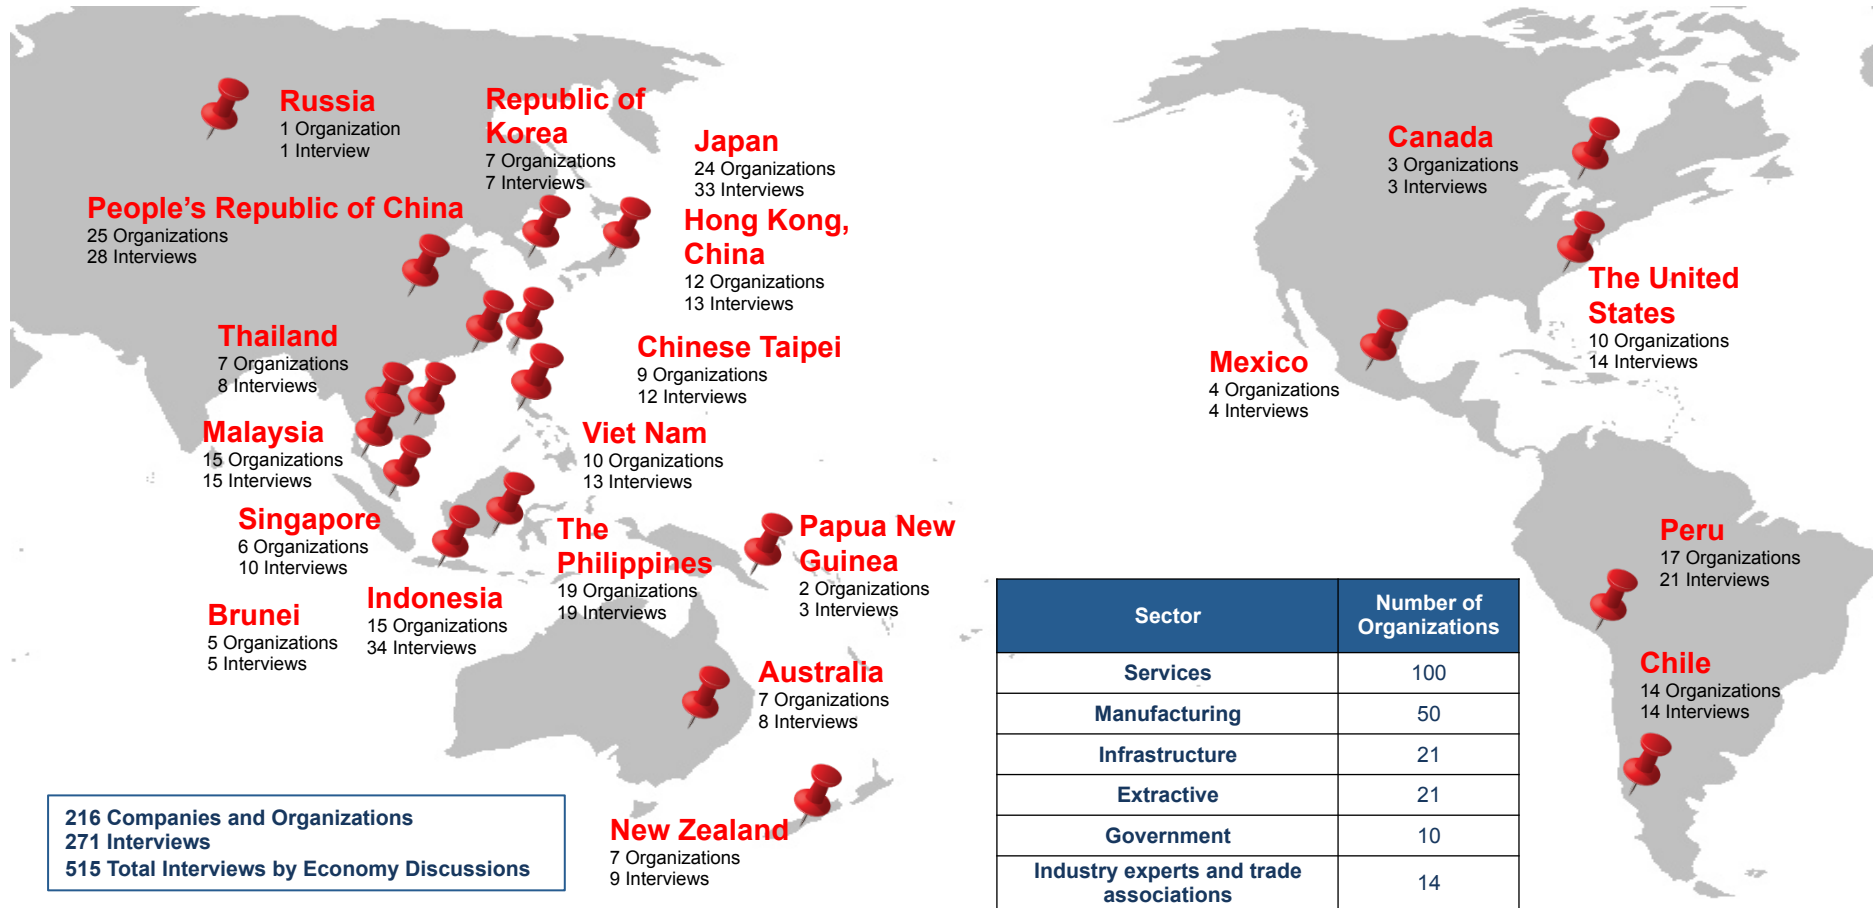 Russia
1 Organization
1 Interview
Republic of
Korea
7 Organizations
7 Interviews
Japan
24 Organizations
33 Interviews
People's Republic of China
25 Organizations
28 Interviews
Hong Kong,
China
12 Organizations
13 Interviews
Thailand
7 Organizations
8 Interviews
Chinese Taipei
9 Organizations
12 Interviews
Malaysia
15 Organizations
15 Interviews
Viet Nam
10 Organizations
13 Interviews
Singapore
6 Organizations
10 Interviews
The
Philippines
19 Organizations
19 Interviews
Papua New
Guinea
2 Organizations
3 Interviews
Brunei
5 Organizations
5 Interviews
Indonesia
15 Organizations
34 Interviews
Australia
7 Organizations
8 Interviews
New Zealand
7 Organizations
9 Interviews
216 Companies and Organizations
271 Interviews
515 Total Interviews by Economy Discussions
Canada
3 Organizations
3 Interviews
The United
States
10 Organizations
14 Interviews
Mexico
4 Organizations
4 Interviews
Peru
17 Organizations
21 Interviews
Chile
14 Organizations
14 Interviews
Sector
Number of
Organizations
Services 100
Manufacturing 50
Infrastructure 21
Extractive 21
Government 10
Industry experts and trade
associations 14